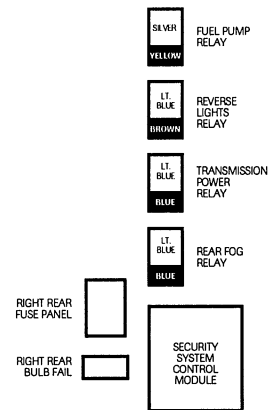 SILVER
YELLOW
FUEL PUMP
RELAY
LT.
BLUE
BROWN
REVERSE
LIGHTS
RELAY
LT.
BLUE
BLUE
TRANSMISSION
POWER
RELAY
LT.
BLUE
BLUE
REAR FOG
RELAY
RIGHT REAR
FUSE PANEL
RIGHT REAR
BULB FAIL
SECURITY
SYSTEM
CONTROL
MODULE